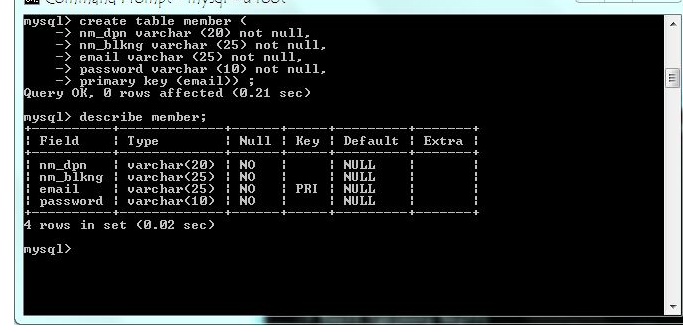 Command Prompt - mysql -u root
mysql> create table member (
    -> nm_dpn varchar (20) not null,
    -> nm_blkng varchar (25) not null,
    -> email varchar (25) not null,
    -> password varchar (10) not null,
    -> primary key (email)) ;
Query OK, 0 rows affected (0.21 sec)
mysql> describe member;
+----------+-------------+------+-----+---------+-------+
| Field    | Type        | Null | Key | Default | Extra |
+----------+-------------+------+-----+---------+-------+
| nm_dpn   | varchar(20) | NO   |     | NULL    |       |
| nm_blkng | varchar(25) | NO   |     | NULL    |       |
| email    | varchar(25) | NO   | PRI | NULL    |       |
| password | varchar(10) | NO   |     | NULL    |       |
+----------+-------------+------+-----+---------+-------+
4 rows in set (0.02 sec)
mysql>